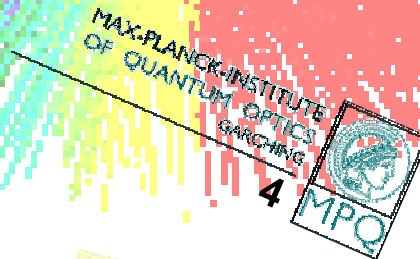 MAX-PLANCK-INSTITUTE
OF QUANTUM OPTICS
GARCHING
4
MPQ